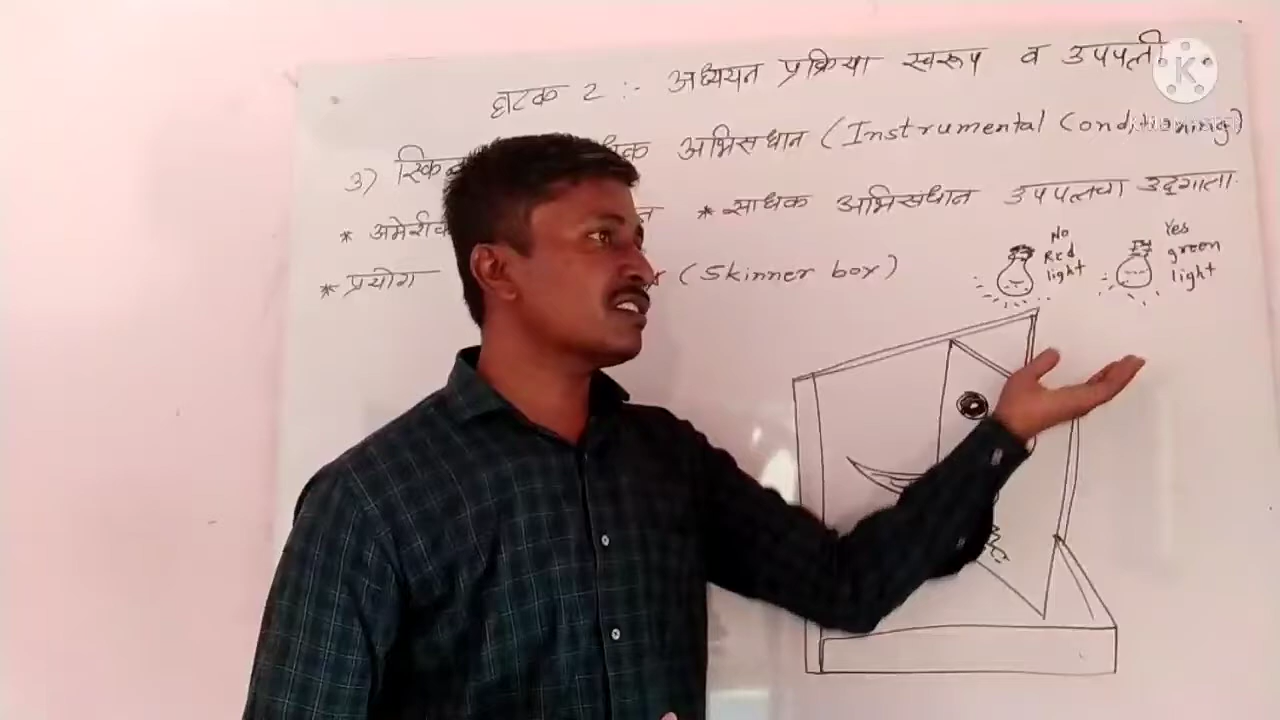 घटक 2 :- अध्ययन प्रक्रिया स्वरूप व उपपत्ती
3) अभिसंधान (Instrumental Conditioning)
* * साधक अभिसंधान उपपत्तीचा उद्गाता
* प्रयोग (Skinner box)
No
Red
light
Yes
green
light
K